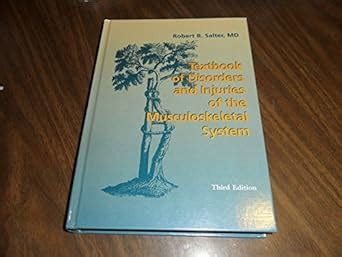 Robert B. Salter, MD
Textbook
of Disorders
and Injuries
of the
Musculoskeletal
System
Third Edition